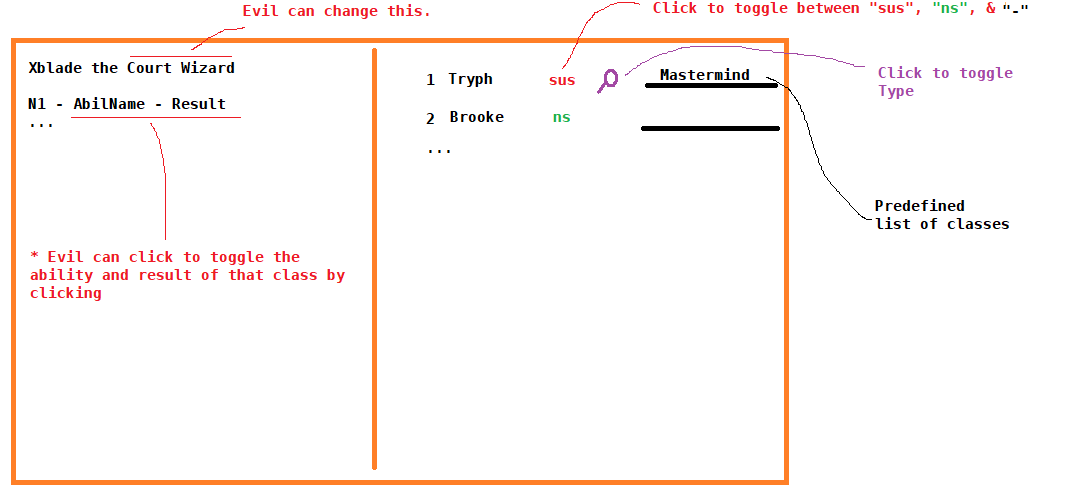 Evil can change this.
Click to toggle between "sus", "ns", & "-"
Xblade the Court Wizard
N1 - AbilName - Result
...
* Evil can click to toggle the
ability and result of that class by
clicking
1 Tryph sus Mastermind
2 Brooke ns
...
Click to toggle
Type
Predefined
list of classes